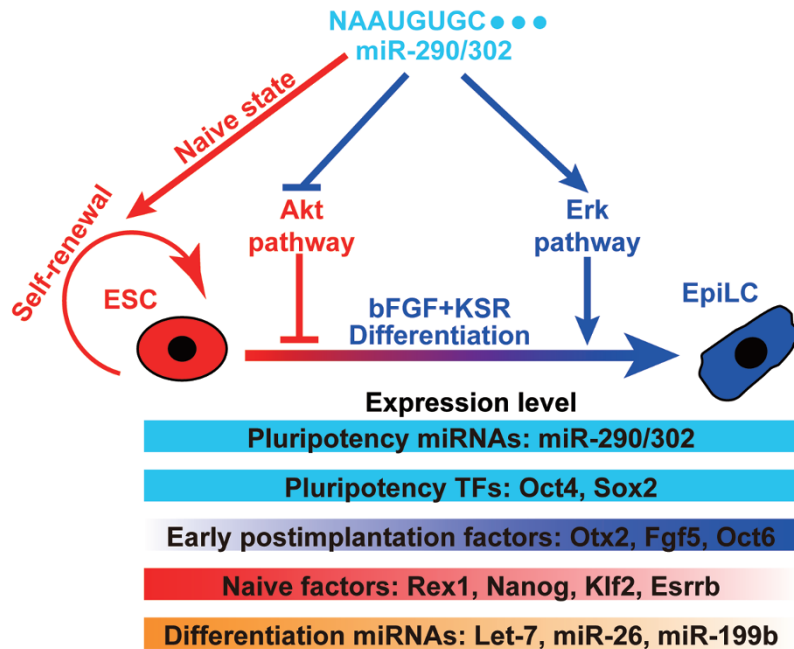 NAAUGUGC●●●
miR-290/302
Naive state
Self-renewal
Akt
pathway
Erk
pathway
ESC
bFGF+KSR
Differentiation
EpiLC
Expression level
Pluripotency miRNAs: miR-290/302
Pluripotency TFs: Oct4, Sox2
Early postimplantation factors: Otx2, Fgf5, Oct6
Naive factors: Rex1, Nanog, Klf2, Esrrb
Differentiation miRNAs: Let-7, miR-26, miR-199b